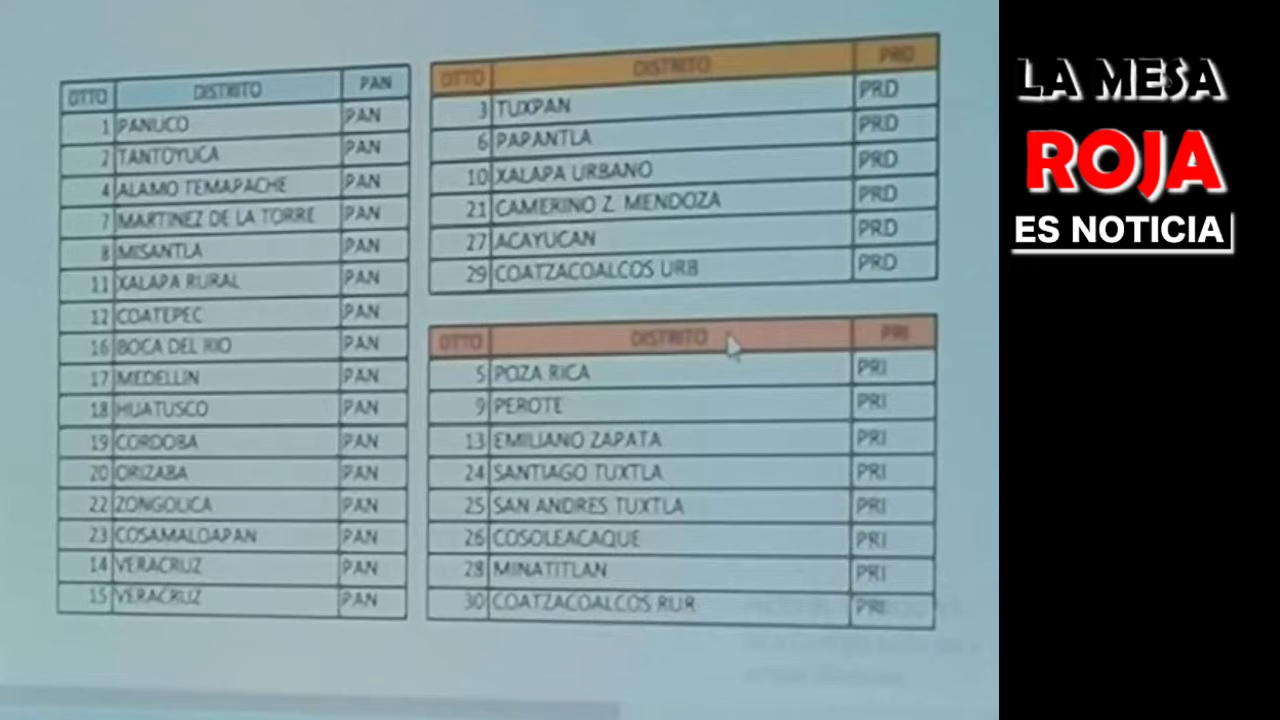 DTTO DISTRITO PAN
1 PANUCO PAN
2 TANTOYUCA PAN
4 ALAMO TEMAPACHE PAN
7 MARTINEZ DE LA TORRE PAN
8 MISANTLA PAN
11 XALAPA RURAL PAN
12 COATEPEC PAN
16 BOCA DEL RIO PAN
17 MEDELLIN PAN
18 HUATUSCO PAN
19 CORDOBA PAN
20 ORIZABA PAN
22 ZONGOLICA PAN
23 COSAMALOAPAN PAN
14 VERACRUZ PAN
15 VERACRUZ PAN
DTTO DISTRITO PRD
3 TUXPAN PRD
6 PAPANTLA PRD
10 XALAPA URBANO PRD
21 CAMERINO Z. MENDOZA PRD
27 ACAYUCAN PRD
29 COATZACOALCOS URB PRD
DTTO DISTRITO PRI
5 POZA RICA PRI
9 PEROTE PRI
13 EMILIANO ZAPATA PRI
24 SANTIAGO TUXTLA PRI
25 SAN ANDRES TUXTLA PRI
26 COSOLEACAQUE PRI
28 MINATITLAN PRI
30 COATZACOALCOS RUR PRI
LA MESA
ROJA
ES NOTICIA